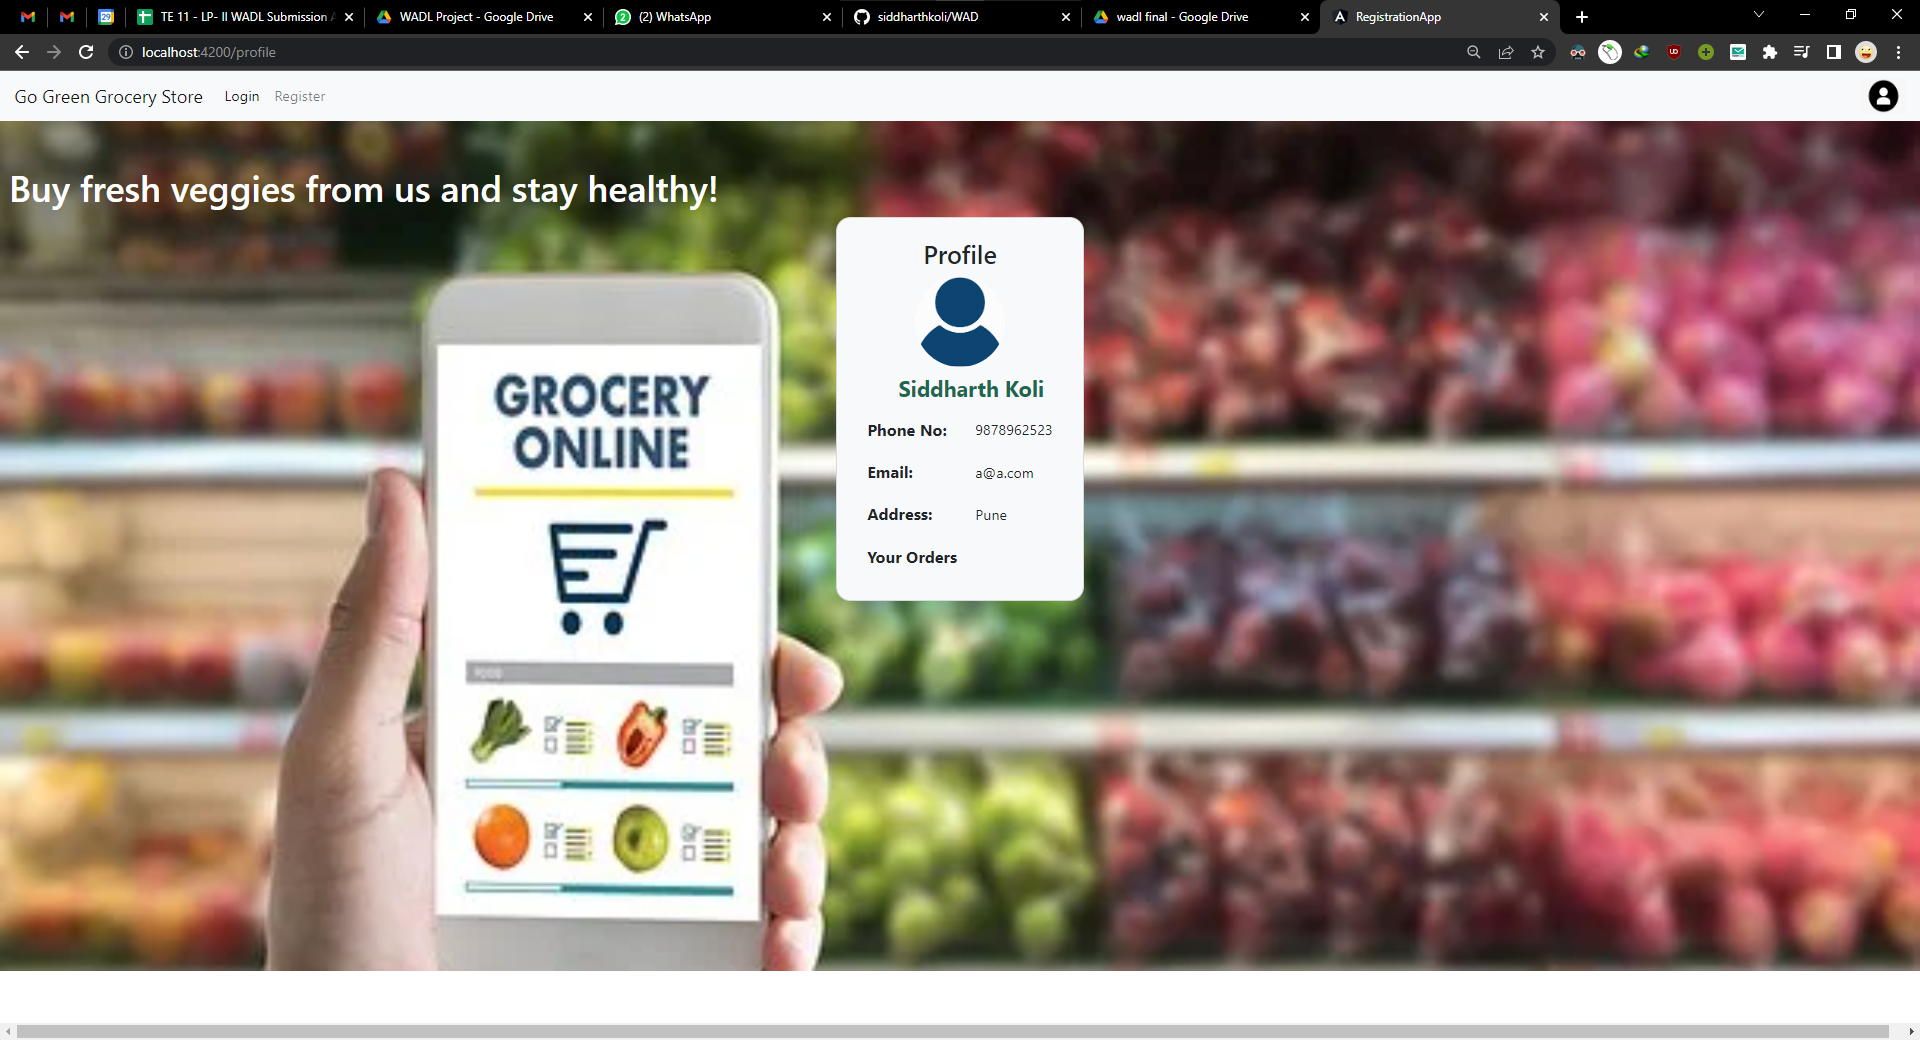 TE 11 - LP- II WADL Submission
WADL Project - Google Drive
(2) WhatsApp
siddharthkoli/WAD
wadl final - Google Drive
RegistrationApp
localhost:4200/profile
Go Green Grocery Store
Login
Register
Buy fresh veggies from us and stay healthy!
Profile
Siddharth Koli
Phone No: 9878962523
Email: a@a.com
Address: Pune
Your Orders
GROCERY
ONLINE
FOOD